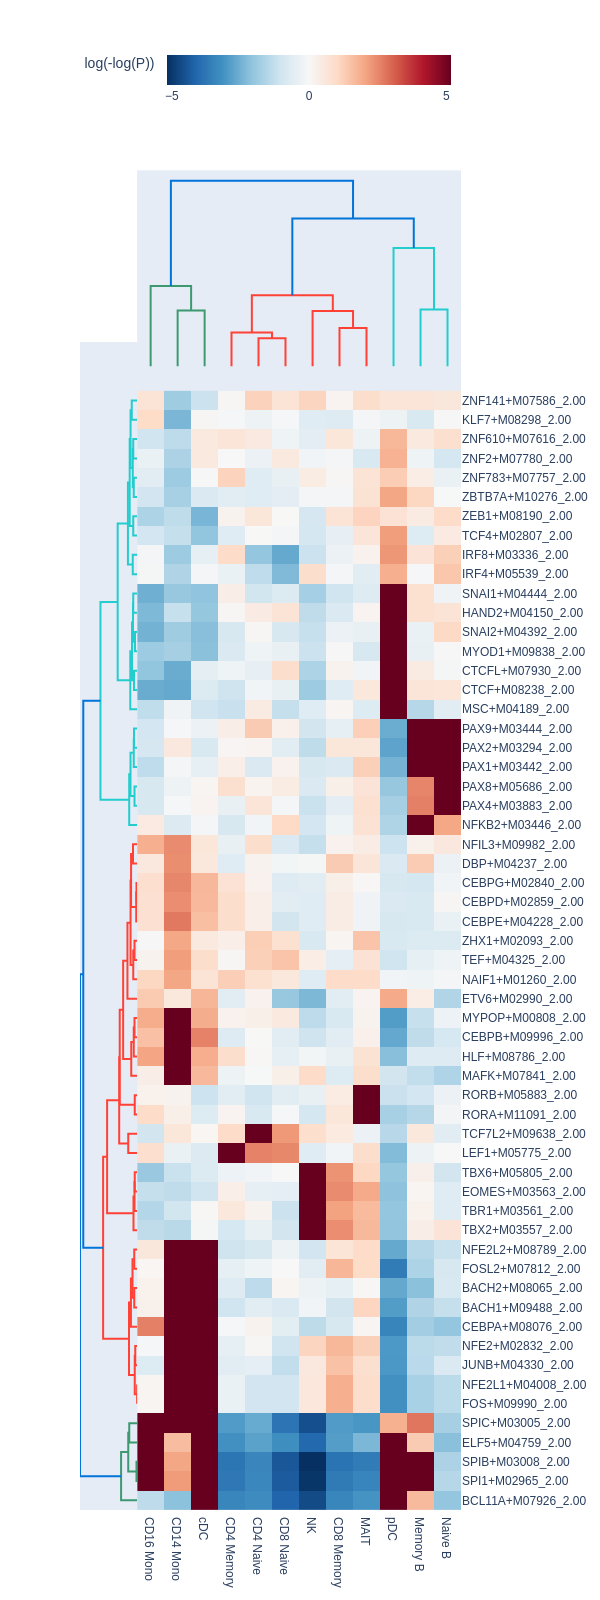 log(-log(P))
−5
0
5
ZNF141+M07586_2.00
KLF7+M08298_2.00
ZNF610+M07616_2.00
ZNF2+M07780_2.00
ZNF783+M07757_2.00
ZBTB7A+M10276_2.00
ZEB1+M08190_2.00
TCF4+M02807_2.00
IRF8+M03336_2.00
IRF4+M05539_2.00
SNAI1+M04444_2.00
HAND2+M04150_2.00
SNAI2+M04392_2.00
MYOD1+M09838_2.00
CTCFL+M07930_2.00
CTCF+M08238_2.00
MSC+M04189_2.00
PAX9+M03444_2.00
PAX2+M03294_2.00
PAX1+M03442_2.00
PAX8+M05686_2.00
PAX4+M03883_2.00
NFKB2+M03446_2.00
NFIL3+M09982_2.00
DBP+M04237_2.00
CEBPG+M02840_2.00
CEBPD+M02859_2.00
CEBPE+M04228_2.00
ZHX1+M02093_2.00
TEF+M04325_2.00
NAIF1+M01260_2.00
ETV6+M02990_2.00
MYPOP+M00808_2.00
CEBPB+M09996_2.00
HLF+M08786_2.00
MAFK+M07841_2.00
RORB+M05883_2.00
RORA+M11091_2.00
TCF7L2+M09638_2.00
LEF1+M05775_2.00
TBX6+M05805_2.00
EOMES+M03563_2.00
TBR1+M03561_2.00
TBX2+M03557_2.00
NFE2L2+M08789_2.00
FOSL2+M07812_2.00
BACH2+M08065_2.00
BACH1+M09488_2.00
CEBPA+M08076_2.00
NFE2+M02832_2.00
JUNB+M04330_2.00
NFE2L1+M04008_2.00
FOS+M09990_2.00
SPIC+M03005_2.00
ELF5+M04759_2.00
SPIB+M03008_2.00
SPI1+M02965_2.00
BCL11A+M07926_2.00
CD16 Mono
CD14 Mono
cDC
CD4 Memory
CD4 Naive
CD8 Naive
NK
CD8 Memory
MAIT
pDC
Memory B
Naive B